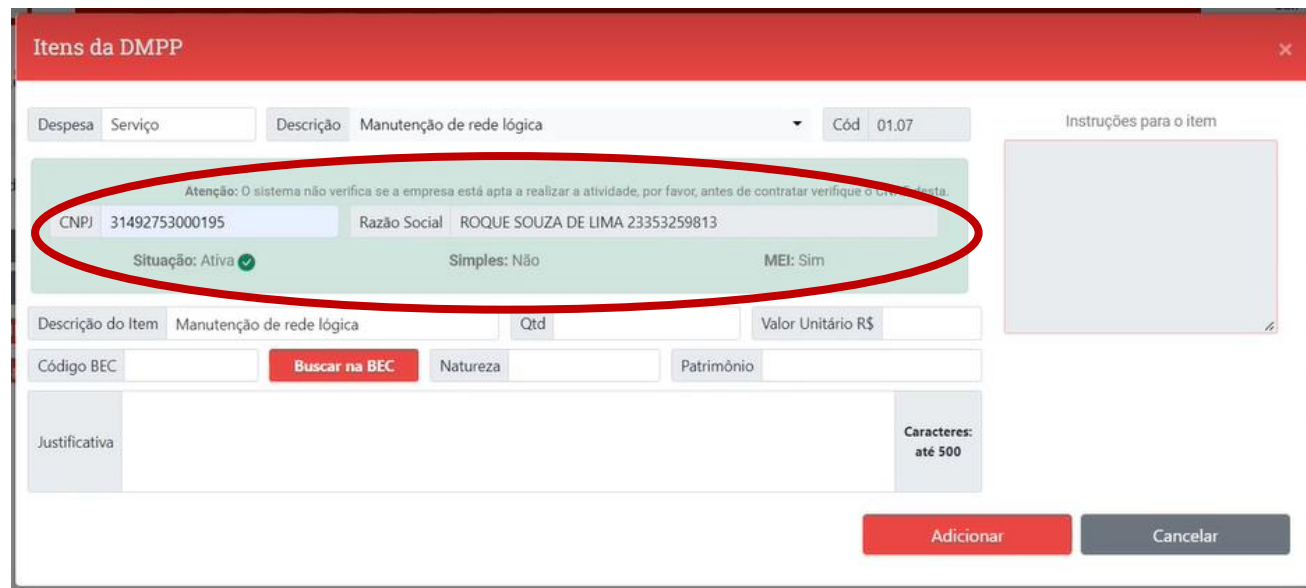 Itens da DMPP ×
Despesa Serviço Descrição Manutenção de rede lógica Cód 01.07 Instruções para o item
Atenção: O sistema não verifica se a empresa está apta a realizar a atividade, por favor, antes de contratar verifique o desta.
CNPJ 31492753000195 Razão Social ROQUE SOUZA DE LIMA 23353259813
Situação: Ativa Simples: Não MEI: Sim
Descrição do Item Manutenção de rede lógica Qtd Valor Unitário R$
Código BEC Buscar na BEC Natureza Patrimônio
Justificativa Caracteres:
até 500
Adicionar Cancelar